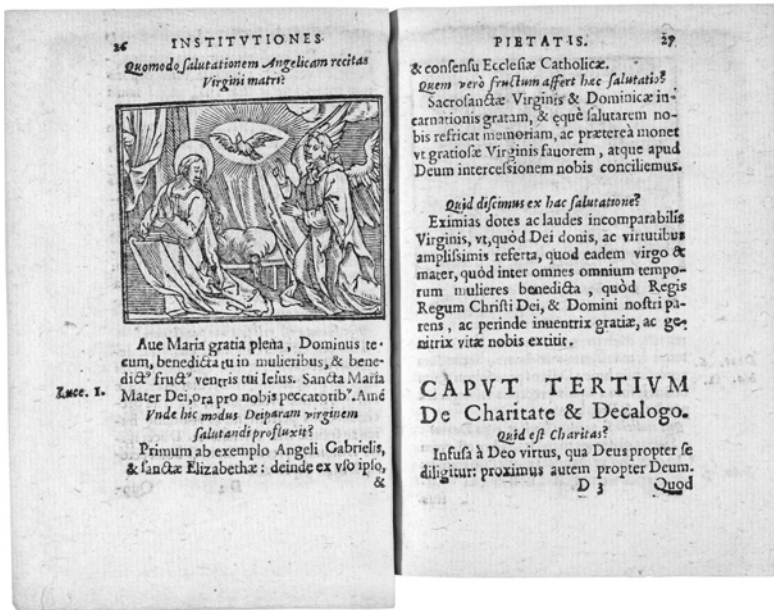 26 INSTITVTIONES
Quomodo salutationem Angelicam recitas
Virgini matri?
Aue Maria gratia plena, Dominus te-
cum, benedicta tu in mulieribus, & bene-
dictꝰ fructꝰ ventris tui Iesus. Sancta Maria
Luce. 1. Mater Dei, ora pro nobis peccatoribꝰ. Amē
Vnde hic modus Deiparam virginem
salutandi profluxit?
Primum ab exemplo Angeli Gabrielis,
& sanctæ Elizabethæ: deinde ex vso ipso,
&
PIETATIS. 27
& consensu Ecclesiæ Catholicæ.
Quem verò fructum affert hæc salutatio?
Sacrosanctæ Virginis & Dominicæ in-
carnationis gratam, & equè salutarem no-
bis refricat memoriam, ac prætereà monet
vt gratiosæ Virginis fauorem, atque apud
Deum intercessionem nobis conciliemus.
Quid discimus ex hac salutatione?
Eximias dotes ac laudes incomparabilis
Virginis, vt, quòd Dei donis, ac virtutibus
amplissimis referta, quod eadem virgo &
mater, quòd inter omnes omnium tempo-
rum mulieres benedicta, quòd Regis
Regum Christi Dei, & Domini nostri pa-
rens, ac perinde inuentrix gratiæ, ac ge-
nitrix vitæ nobis extitit.
CAPVT TERTIVM
De Charitate & Decalogo.
Quid est Charitas?
Infusa à Deo virtus, qua Deus propter se
diligitur: proximus autem propter Deum.
D 3 Quod